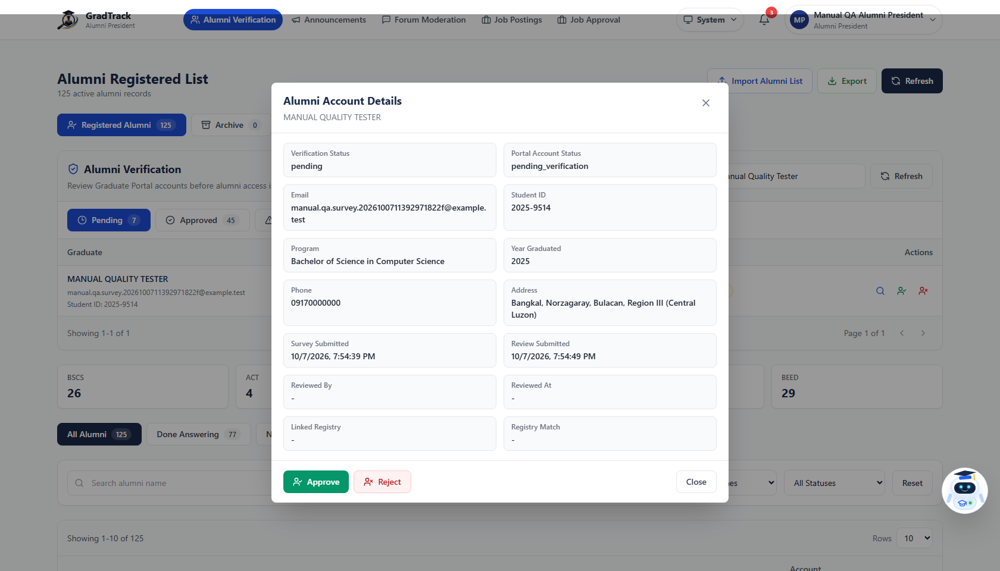 GradTrack
Alumni President
Alumni Verification
Announcements
Forum Moderation
Job Postings
Job Approval
System
3
MP
Manual QA Alumni President
Alumni President
Alumni Registered List
125 active alumni records
Import Alumni List
Export
Refresh
Registered Alumni 125
Archive 0
Alumni Verification
Review Graduate Portal accounts before alumni access
Manual Quality Tester
Refresh
Pending 7
Approved 45
Graduate
Actions
MANUAL QUALITY TESTER
manual.qa.survey.2026100711392971822f@example.test
Student ID: 2025-9514
Showing 1-1 of 1
Page 1 of 1
BSCS
26
ACT
4
BEED
29
All Alumni 125
Done Answering 77
N
Search alumni name
All Statuses
Reset
Showing 1-10 of 125
Rows 10
Account
Alumni Account Details
MANUAL QUALITY TESTER
Verification Status
pending
Portal Account Status
pending_verification
Email
manual.qa.survey.2026100711392971822f@example.
test
Student ID
2025-9514
Program
Bachelor of Science in Computer Science
Year Graduated
2025
Phone
09170000000
Address
Bangkal, Norzagaray, Bulacan, Region III (Central
Luzon)
Survey Submitted
10/7/2026, 7:54:39 PM
Review Submitted
10/7/2026, 7:54:49 PM
Reviewed By
-
Reviewed At
-
Linked Registry
-
Registry Match
-
Approve
Reject
Close